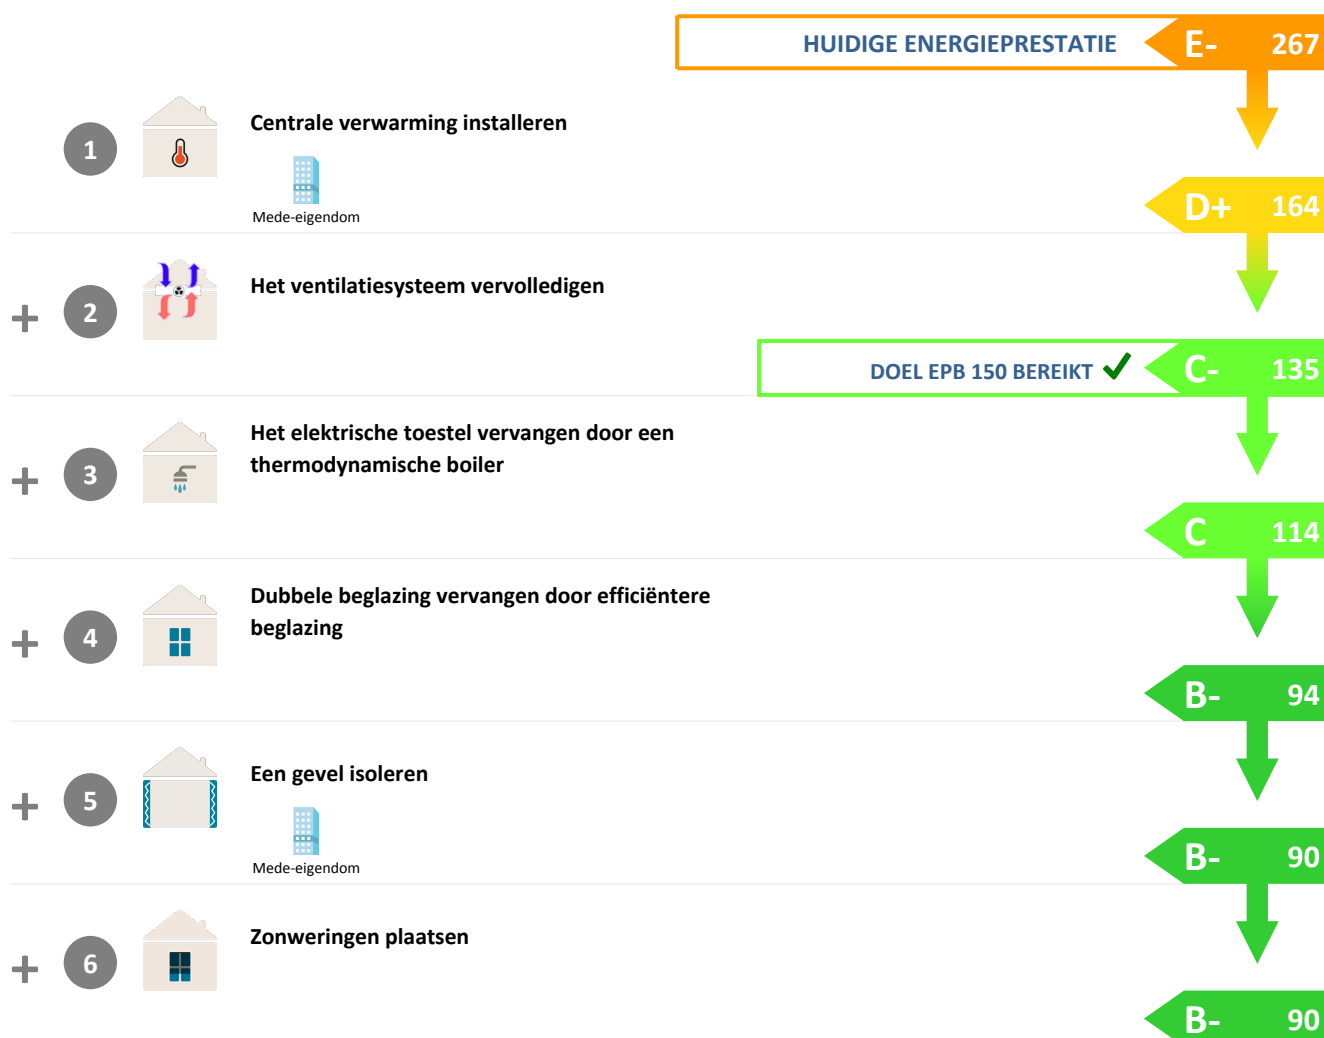 HUIDIGE ENERGIEPRESTATIE E- 267
1 Centrale verwarming installeren
Mede-eigendom
D+ 164
+ 2 Het ventilatiesysteem vervolledigen
DOEL EPB 150 BEREIKT ✔ C- 135
+ 3 Het elektrische toestel vervangen door een
thermodynamische boiler
C 114
+ 4 Dubbele beglazing vervangen door efficiëntere
beglazing
B- 94
+ 5 Een gevel isoleren
Mede-eigendom
B- 90
+ 6 Zonweringen plaatsen
B- 90